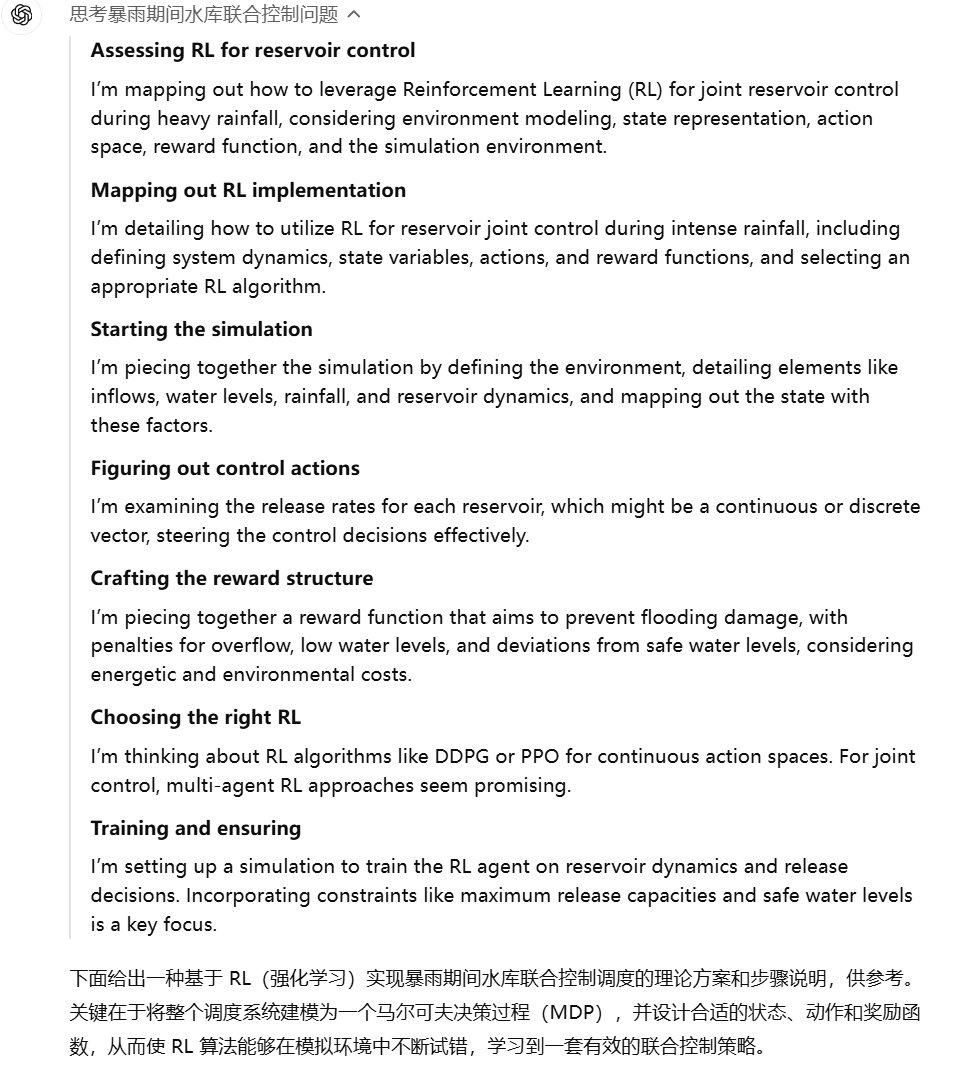 思考暴雨期间水库联合控制问题
Assessing RL for reservoir control
I’m mapping out how to leverage Reinforcement Learning (RL) for joint reservoir control
during heavy rainfall, considering environment modeling, state representation, action
space, reward function, and the simulation environment.
Mapping out RL implementation
I’m detailing how to utilize RL for reservoir joint control during intense rainfall, including
defining system dynamics, state variables, actions, and reward functions, and selecting an
appropriate RL algorithm.
Starting the simulation
I’m piecing together the simulation by defining the environment, detailing elements like
inflows, water levels, rainfall, and reservoir dynamics, and mapping out the state with
these factors.
Figuring out control actions
I’m examining the release rates for each reservoir, which might be a continuous or discrete
vector, steering the control decisions effectively.
Crafting the reward structure
I’m piecing together a reward function that aims to prevent flooding damage, with
penalties for overflow, low water levels, and deviations from safe water levels, considering
energetic and environmental costs.
Choosing the right RL
I’m thinking about RL algorithms like DDPG or PPO for continuous action spaces. For joint
control, multi-agent RL approaches seem promising.
Training and ensuring
I’m setting up a simulation to train the RL agent on reservoir dynamics and release
decisions. Incorporating constraints like maximum release capacities and safe water levels
is a key focus.
下面给出一种基于 RL（强化学习）实现暴雨期间水库联合控制调度的理论方案和步骤说明，供参考。
关键在于将整个调度系统建模为一个马尔可夫决策过程（MDP），并设计合适的状态、动作和奖励函
数，从而使 RL 算法能够在模拟环境中不断试错，学习到一套有效的联合控制策略。